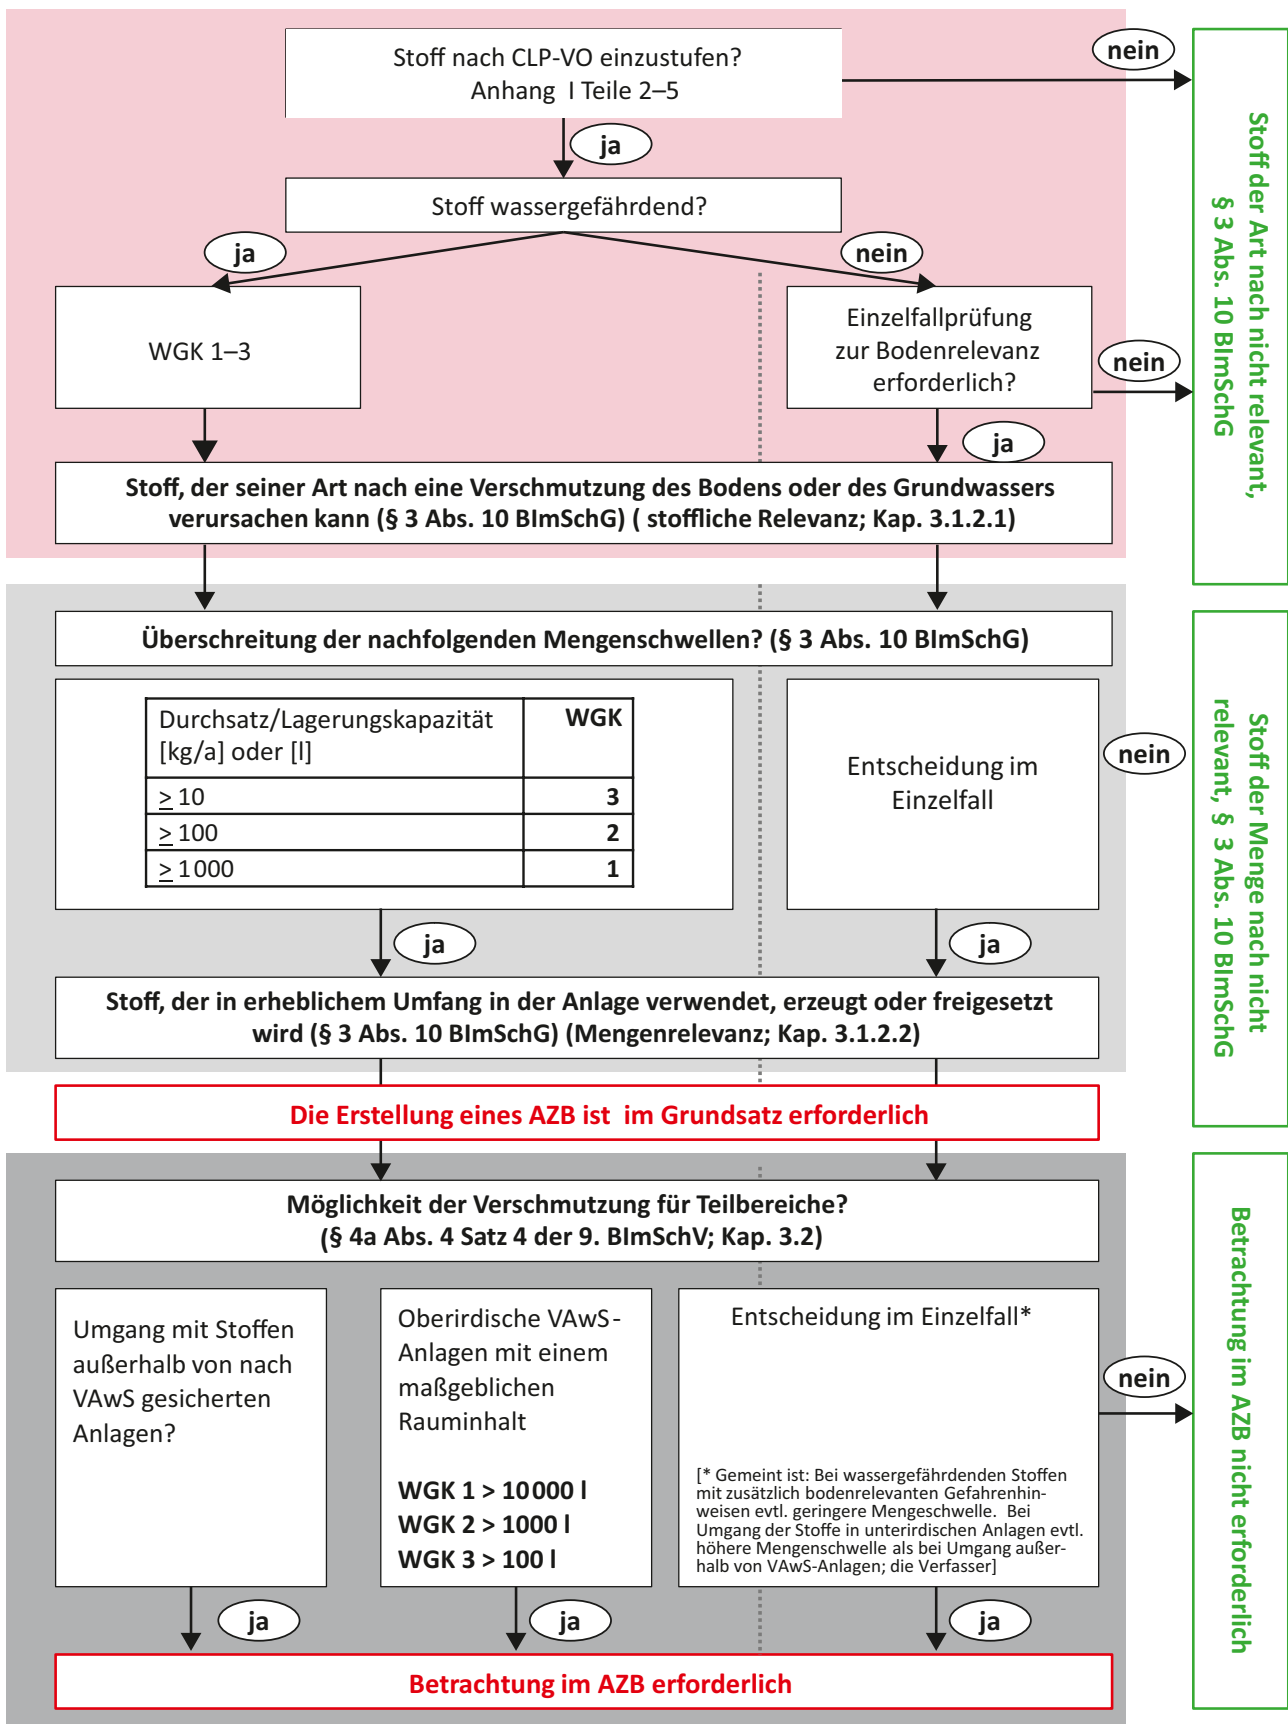 Stoff nach CLP-VO einzustufen?
Anhang I Teile 2–5
nein
ja
Stoff wassergefährdend?
ja
nein
WGK 1–3
Einzelfallprüfung
zur Bodenrelevanz
erforderlich?
nein
ja
Stoff der Art nach nicht relevant,
§ 3 Abs. 10 BImSchG
Stoff, der seiner Art nach eine Verschmutzung des Bodens oder des Grundwassers
verursachen kann (§ 3 Abs. 10 BImSchG) ( stoffliche Relevanz; Kap. 3.1.2.1)
Überschreitung der nachfolgenden Mengenschwellen? (§ 3 Abs. 10 BImSchG)
Durchsatz/Lagerungskapazität WGK
[kg/a] oder [l]
≥ 10 3
≥ 100 2
≥ 1000 1
Entscheidung im
Einzelfall
nein
Stoff der Menge nach nicht
relevant, § 3 Abs. 10 BImSchG
ja
ja
Stoff, der in erheblichem Umfang in der Anlage verwendet, erzeugt oder freigesetzt
wird (§ 3 Abs. 10 BImSchG) (Mengenrelevanz; Kap. 3.1.2.2)
Die Erstellung eines AZB ist im Grundsatz erforderlich
Möglichkeit der Verschmutzung für Teilbereiche?
(§ 4a Abs. 4 Satz 4 der 9. BImSchV; Kap. 3.2)
Umgang mit Stoffen
außerhalb von nach
VAwS gesicherten
Anlagen?
Oberirdische VAwS-
Anlagen mit einem
maßgeblichen
Rauminhalt
WGK 1 > 10000 l
WGK 2 > 1000 l
WGK 3 > 100 l
Entscheidung im Einzelfall*
[* Gemeint ist: Bei wassergefährdenden Stoffen
mit zusätzlich bodenrelevanten Gefahrenhin-
weisen evtl. geringere Mengeschwelle. Bei
Umgang der Stoffe in unterirdischen Anlagen evtl.
höhere Mengenschwelle als bei Umgang außer-
halb von VAwS-Anlagen; die Verfasser]
nein
Betrachtung im AZB nicht erforderlich
ja
ja
ja
Betrachtung im AZB erforderlich